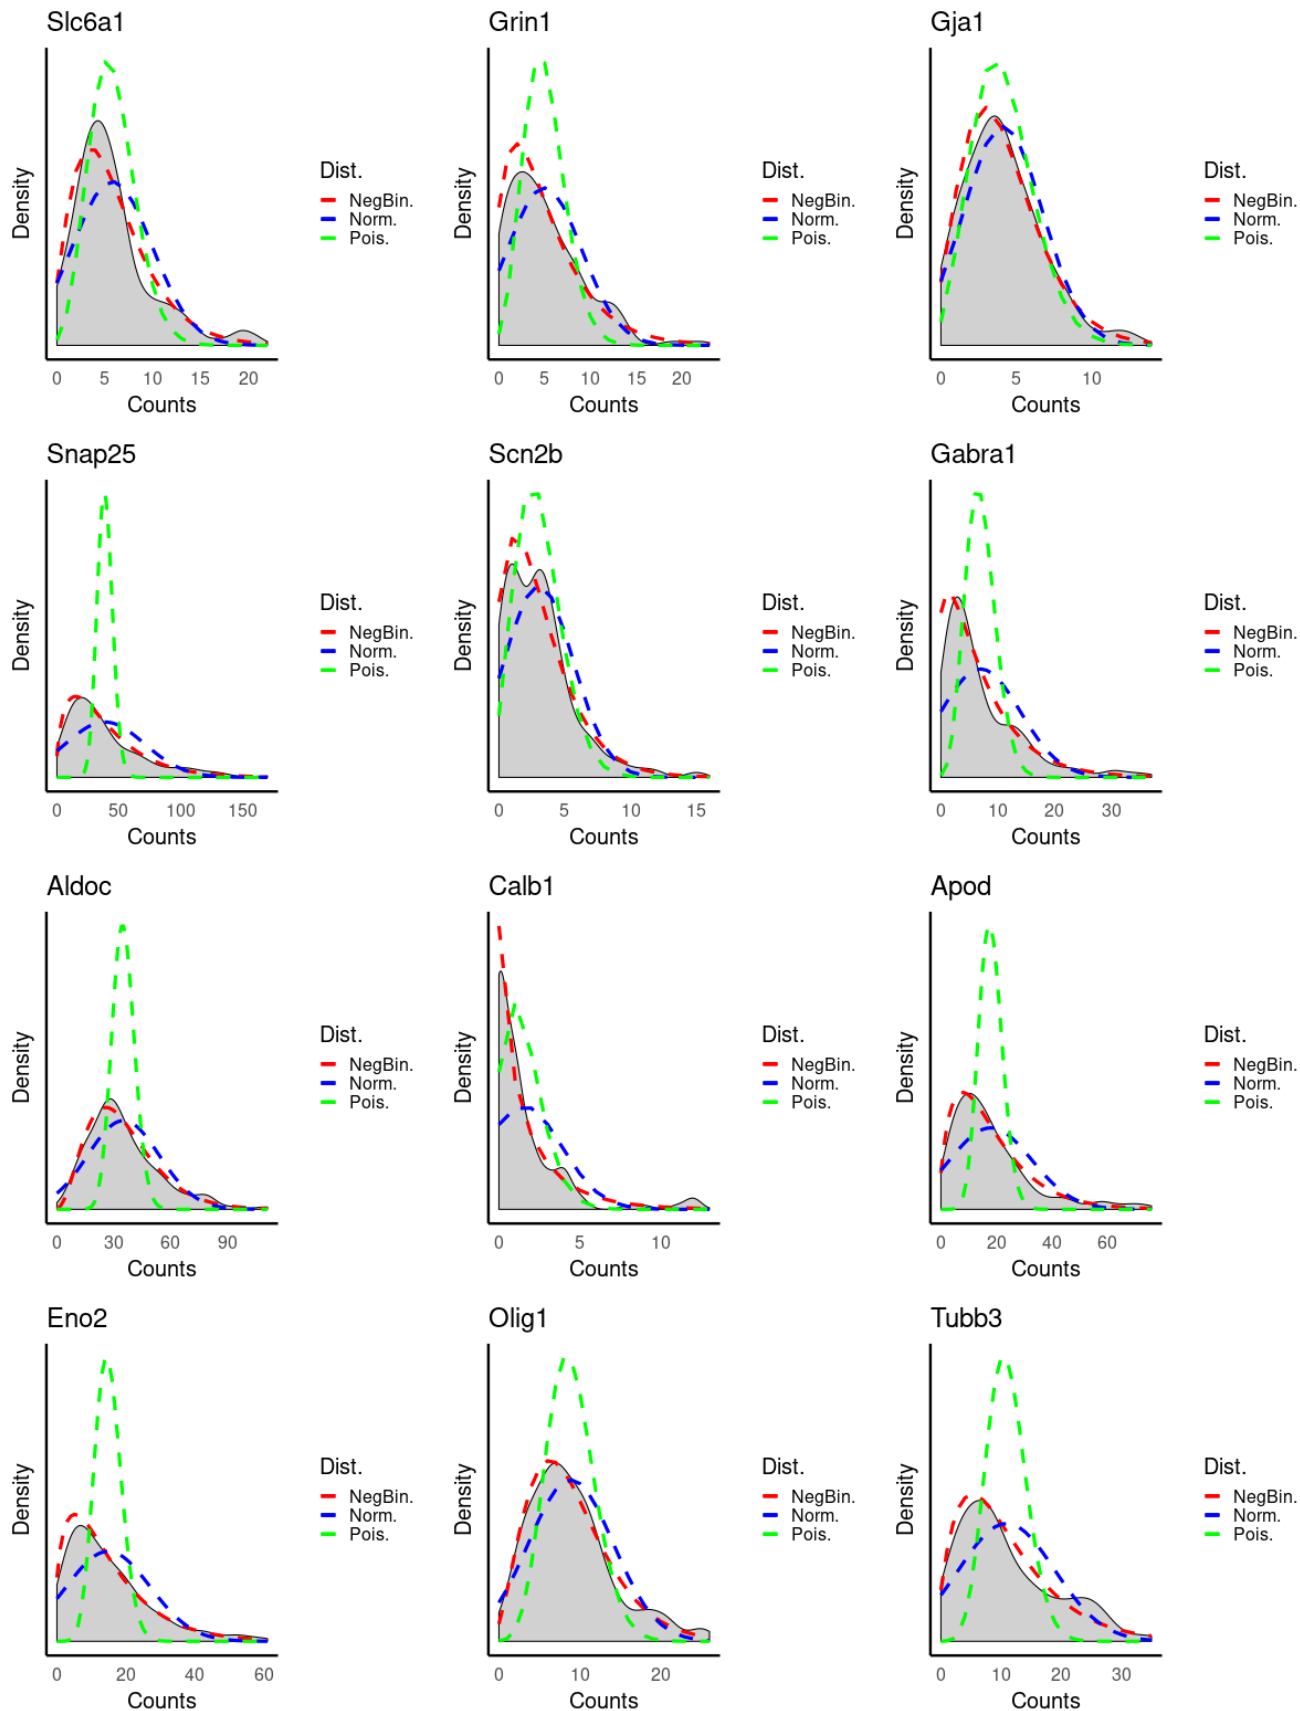 Slc6a1
Density
Dist.
NegBin.
Norm.
Pois.
0 5 10 15 20
Counts
Grin1
Density
Dist.
NegBin.
Norm.
Pois.
0 5 10 15 20
Counts
Gja1
Density
Dist.
NegBin.
Norm.
Pois.
0 5 10
Counts
Snap25
Density
Dist.
NegBin.
Norm.
Pois.
0 50 100 150
Counts
Scn2b
Density
Dist.
NegBin.
Norm.
Pois.
0 5 10 15
Counts
Gabra1
Density
Dist.
NegBin.
Norm.
Pois.
0 10 20 30
Counts
Aldoc
Density
Dist.
NegBin.
Norm.
Pois.
0 30 60 90
Counts
Calb1
Density
Dist.
NegBin.
Norm.
Pois.
0 5 10
Counts
Apod
Density
Dist.
NegBin.
Norm.
Pois.
0 20 40 60
Counts
Eno2
Density
Dist.
NegBin.
Norm.
Pois.
0 20 40 60
Counts
Olig1
Density
Dist.
NegBin.
Norm.
Pois.
0 10 20
Counts
Tubb3
Density
Dist.
NegBin.
Norm.
Pois.
0 10 20 30
Counts